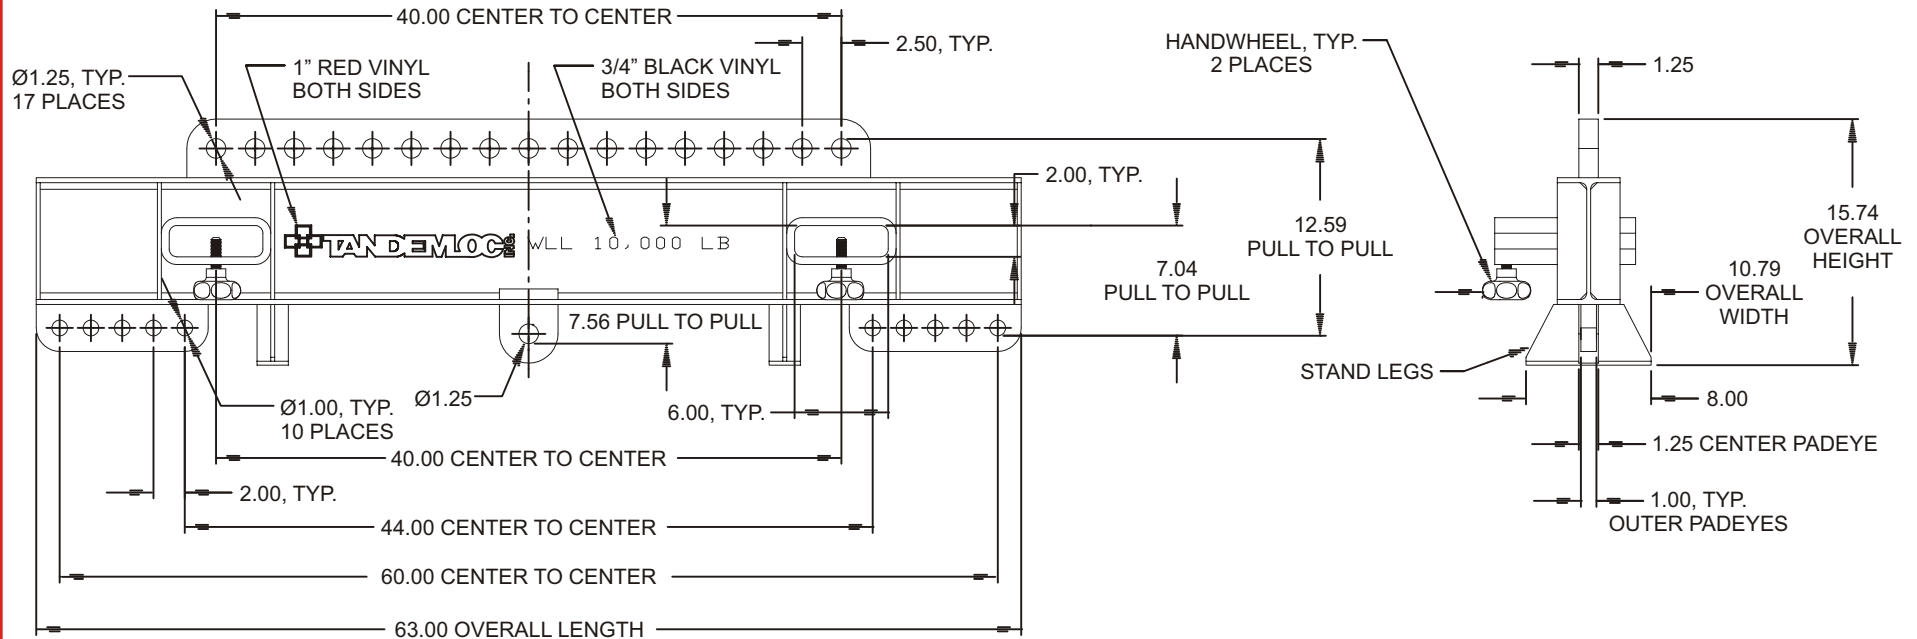 40.00 CENTER TO CENTER
2.50, TYP.
HANDWHEEL, TYP.
2 PLACES
1.25
Ø1.25, TYP.
17 PLACES
1” RED VINYL
BOTH SIDES
3/4” BLACK VINYL
BOTH SIDES
2.00, TYP.
12.59
PULL TO PULL
15.74
OVERALL
HEIGHT
TANDEMLOC INC.
WLL 10,000 LB
7.04
PULL TO PULL
10.79
OVERALL
WIDTH
7.56 PULL TO PULL
STAND LEGS
Ø1.00, TYP.
10 PLACES
Ø1.25
6.00, TYP.
8.00
40.00 CENTER TO CENTER
1.25 CENTER PADEYE
2.00, TYP.
1.00, TYP.
OUTER PADEYES
44.00 CENTER TO CENTER
60.00 CENTER TO CENTER
63.00 OVERALL LENGTH